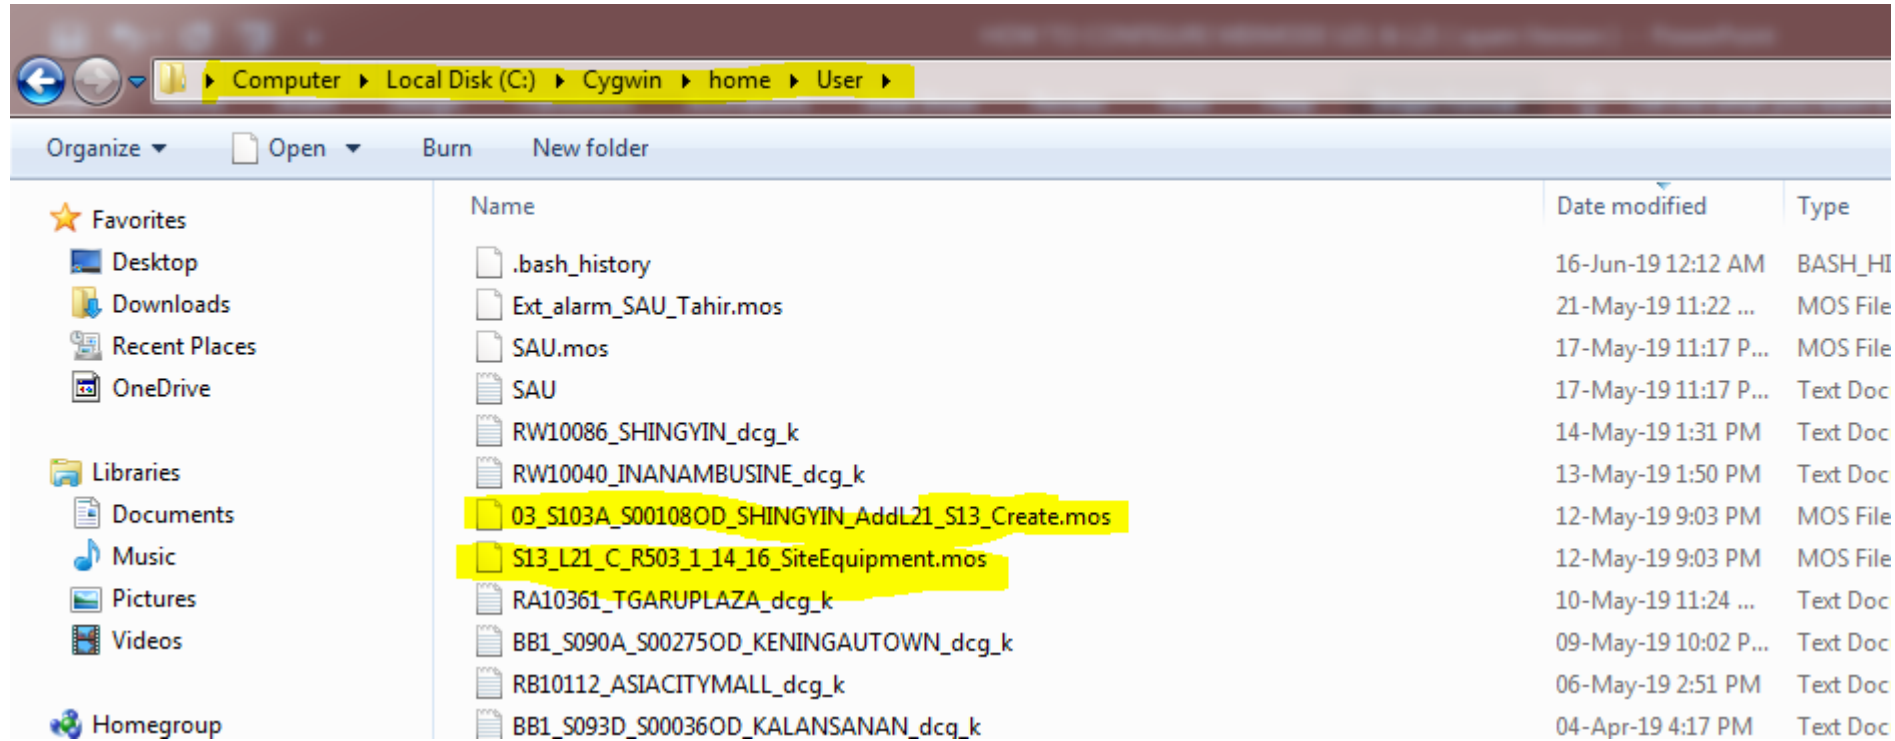 Computer Local Disk (C:) Cygwin home User
Organize Open Burn New folder
Name Date modified Type
Favorites
Desktop
Downloads
Recent Places
OneDrive
Libraries
Documents
Music
Pictures
Videos
Homegroup
.bash_history 16-Jun-19 12:12 AM BASH_HI
Ext_alarm_SAU_Tahir.mos 21-May-19 11:22 ... MOS File
SAU.mos 17-May-19 11:17 P... MOS File
SAU 17-May-19 11:17 P... Text Doc
RW10086_SHINGYIN_dcg_k 14-May-19 1:31 PM Text Doc
RW10040_INANAMBUSINE_dcg_k 13-May-19 1:50 PM Text Doc
03_S103A_S00108OD_SHINGYIN_AddL21_S13_Create.mos 12-May-19 9:03 PM MOS File
S13_L21_C_R503_1_14_16_SiteEquipment.mos 12-May-19 9:03 PM MOS File
RA10361_TGARUPLAZA_dcg_k 10-May-19 11:24 ... Text Doc
BB1_S090A_S00275OD_KENINGAUTOWN_dcg_k 09-May-19 10:02 P... Text Doc
RB10112_ASIACITYMALL_dcg_k 06-May-19 2:51 PM Text Doc
BB1_S093D_S00036OD_KALANSANAN_dcg_k 04-Apr-19 4:17 PM Text Doc